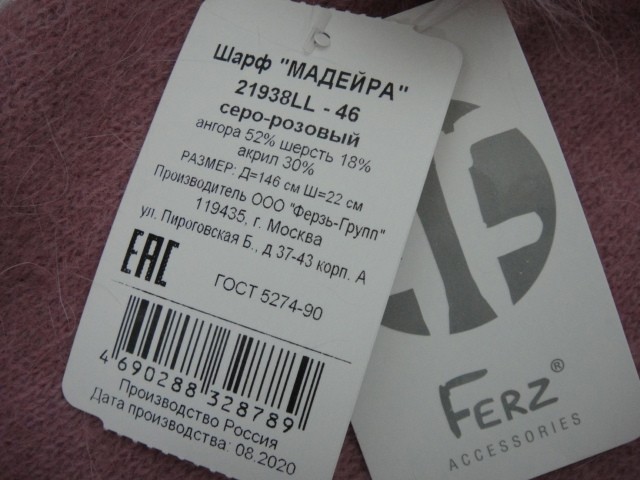 Шарф "МАДЕЙРА"
21938LL - 46
серо-розовый
ангора 52% шерсть 18%
акрил 30%
РАЗМЕР: Д=146 см Ш=22 см
Производитель ООО "Ферзь-Групп"
119435, г. Москва
ул. Пироговская Б., д 37-43 корп. А
EAC
ГОСТ 5274-90
4 690288 328789
Производство Россия
Дата производства: 08.2020
FERZ®
ACCESSORIES